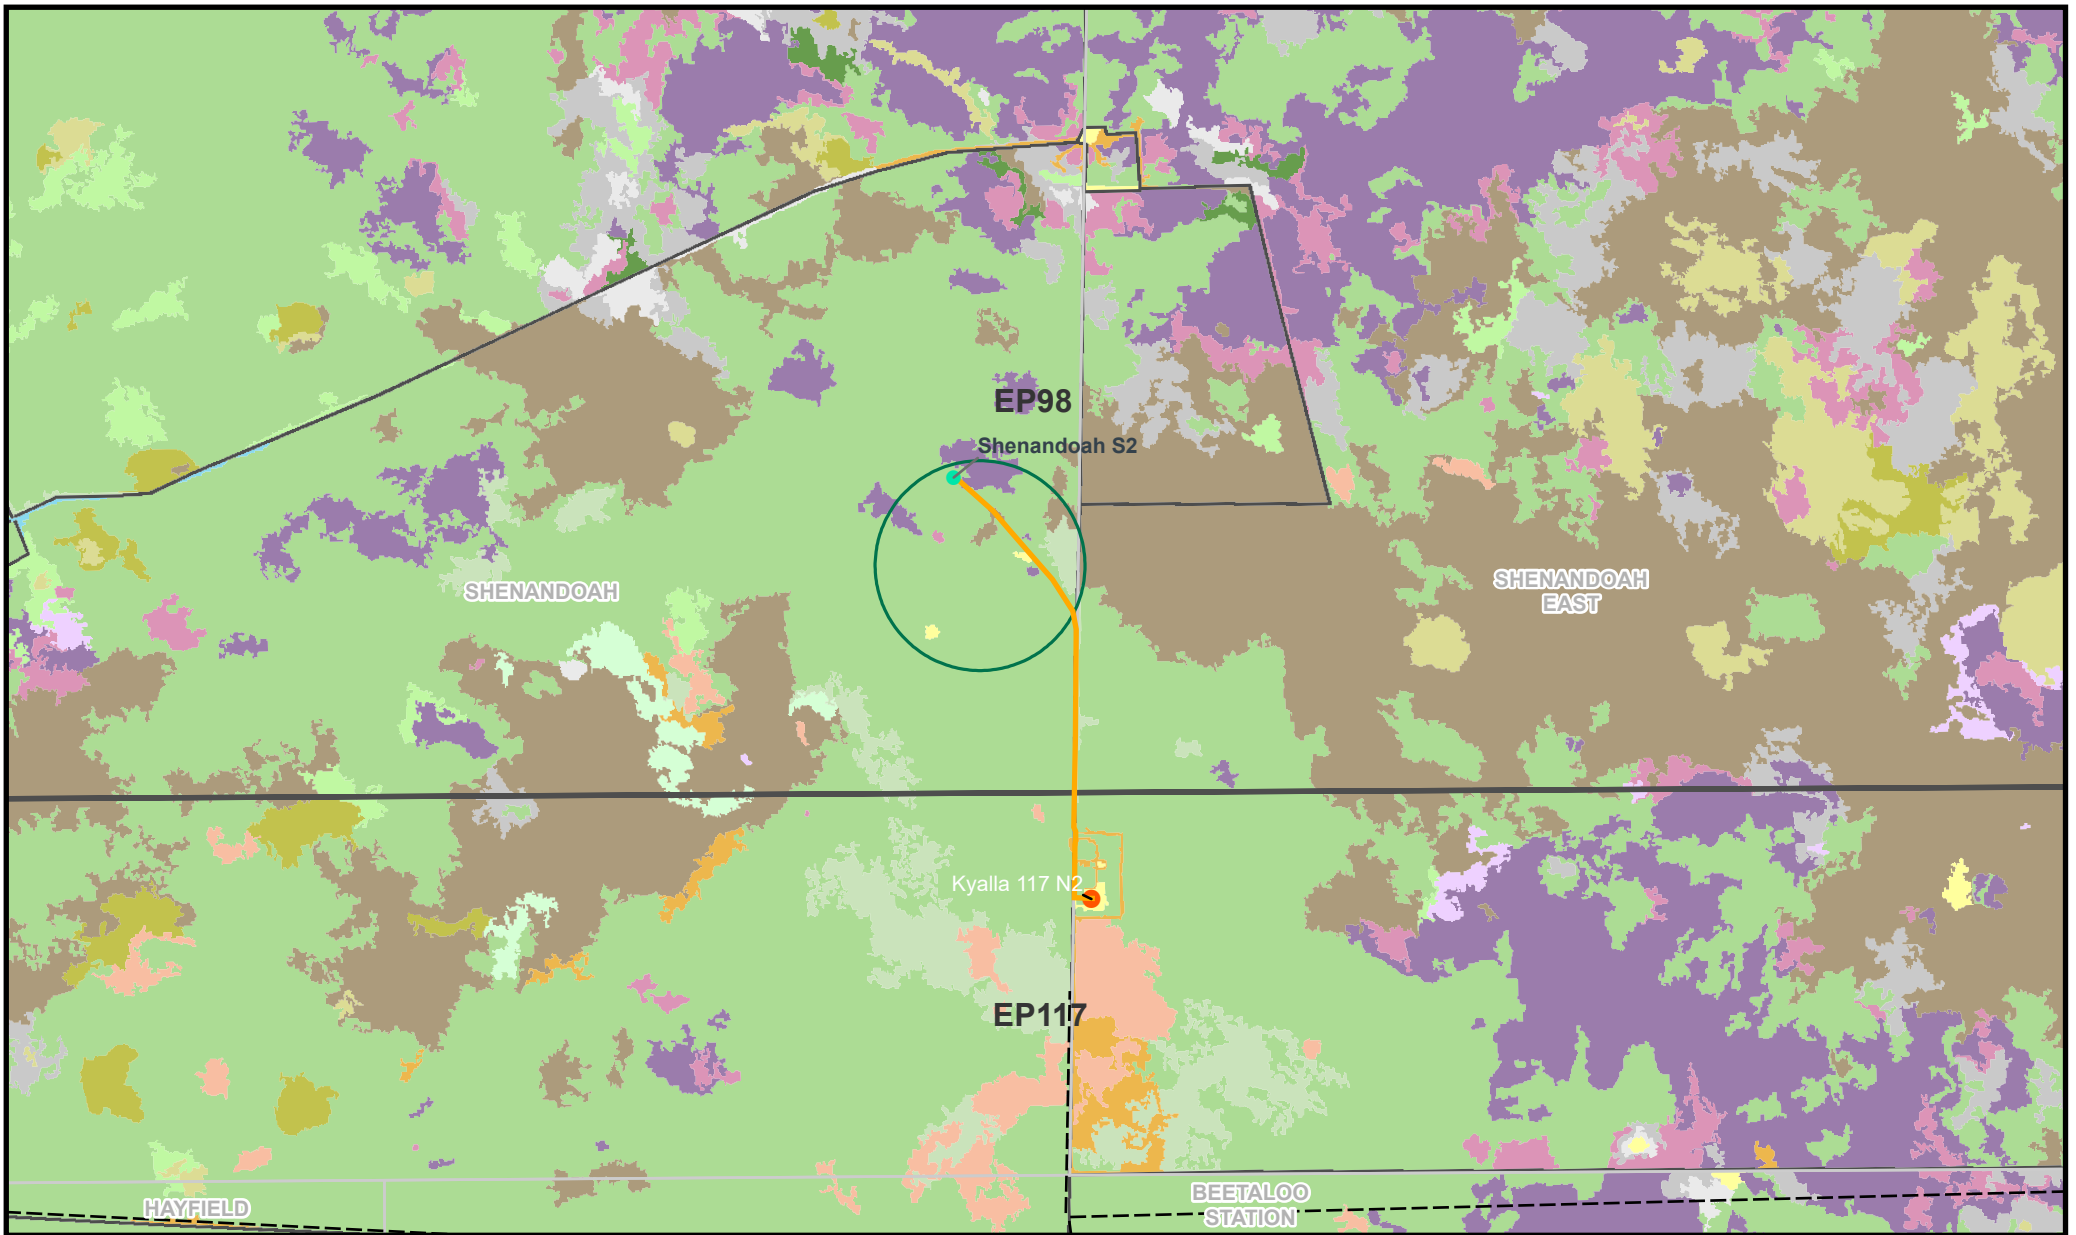 EP98
Shenandoah S2
SHENANDOAH
SHENANDOAH
EAST
Kyalla 117 N2
EP117
HAYFIELD
BEETALOO
STATION